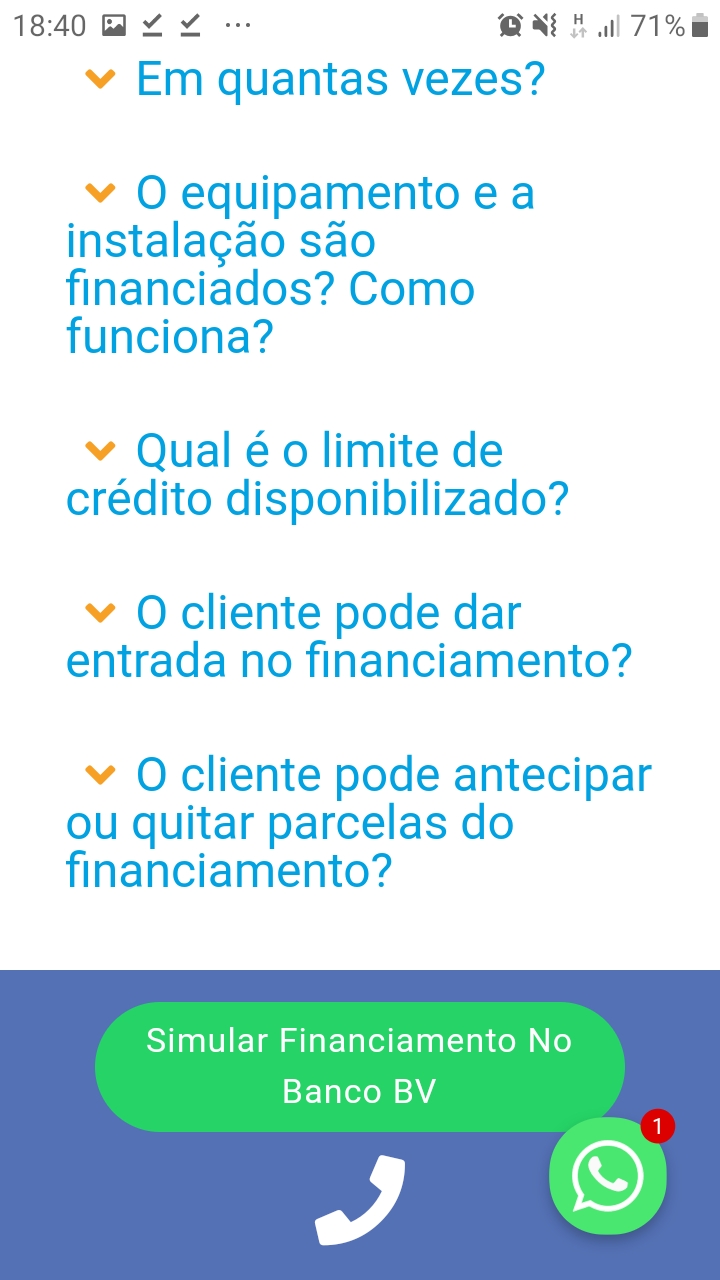 18:40
H
71%
Em quantas vezes?
O equipamento e a
instalação são
financiados? Como
funciona?
Qual é o limite de
crédito disponibilizado?
O cliente pode dar
entrada no financiamento?
O cliente pode antecipar
ou quitar parcelas do
financiamento?
Simular Financiamento No
Banco BV
1